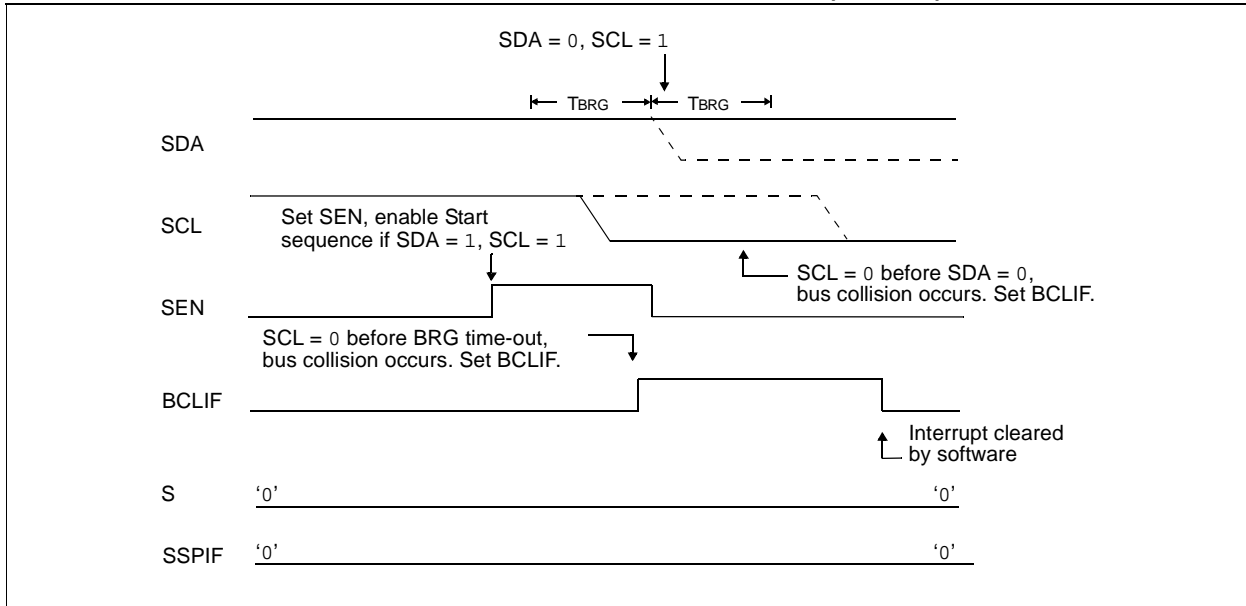 SDA = 0, SCL = 1
TBRG TBRG
SDA
SCL
Set SEN, enable Start
sequence if SDA = 1, SCL = 1
SCL = 0 before SDA = 0,
bus collision occurs. Set BCLIF.
SEN
SCL = 0 before BRG time-out,
bus collision occurs. Set BCLIF.
BCLIF
Interrupt cleared
by software
S ‘0’ ‘0’
SSPIF ‘0’ ‘0’